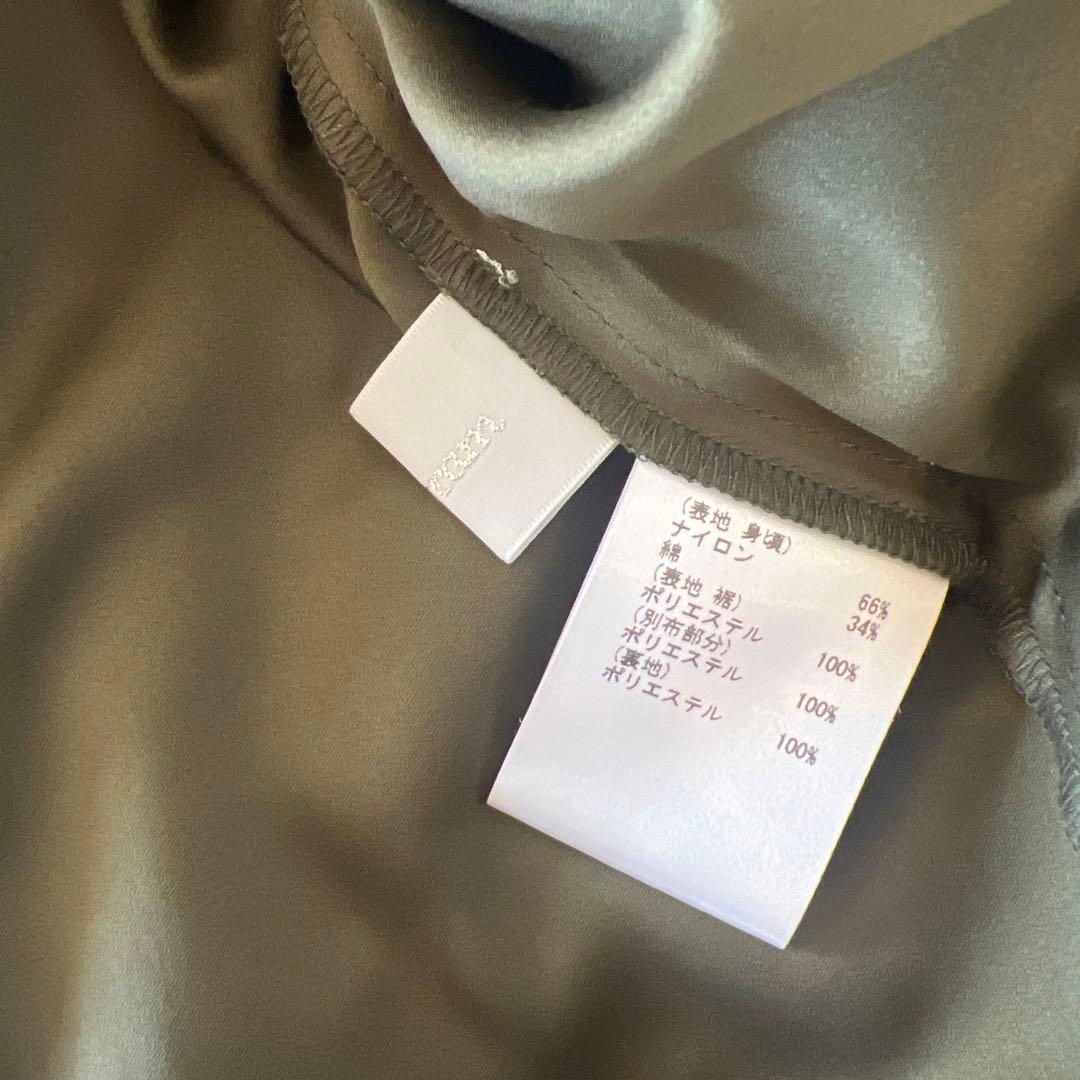 (表地 身頃)
ナイロン 66%
綿 34%
(表地 裾)
ポリエステル 100%
(別布部分)
ポリエステル 100%
(裏地)
ポリエステル 100%